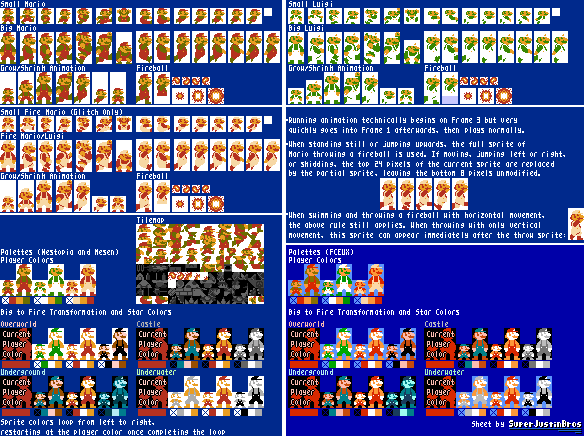 Small Mario
Big Mario
Grow/Shrink Animation
Fireball
Small Luigi
Big Luigi
Grow/Shrink Animation
Fireball
Small Fire Mario (Glitch Only)
Fire Mario/Luigi
Grow/Shrink Animation
Fireball
Running animation technically begins on Frame 3 but very
quickly goes into Frame 1 afterwards, then plays normally.
When standing still or jumping upwards, the full sprite of
Mario throwing a fireball is used. If moving, jumping left or right,
or skidding, the top 24 pixels of the current sprite are replaced
by the partial sprite, leaving the bottom 8 pixels unmodified.
When swimming and throwing a fireball with horizontal movement,
the above rule still applies. When throwing with only vertical
movement, this sprite can appear immediately after the throw sprite:
Tilemap
Palettes (Nestopia and Mesen)
Player Colors
Big to Fire Transformation and Star Colors
Overworld
Current
Player
Color
Castle
Current
Player
Color
Underground
Current
Player
Color
Underwater
Current
Player
Color
Sprite colors loop from left to right,
restarting at the player color once completing the loop
Palettes (FCEUX)
Player Colors
Big to Fire Transformation and Star Colors
Overworld
Current
Player
Color
Castle
Current
Player
Color
Underground
Current
Player
Color
Underwater
Current
Player
Color
Sheet by SuperJustinBros